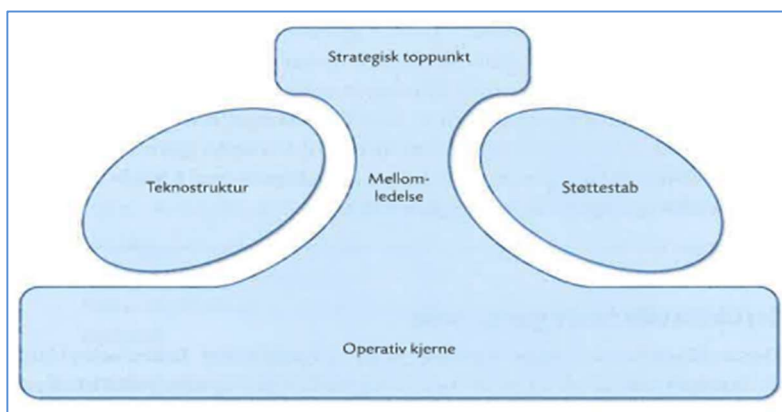 Strategisk toppunkt
Teknostruktur
Mellom-
ledelse
Støttestab
Operativ kjerne